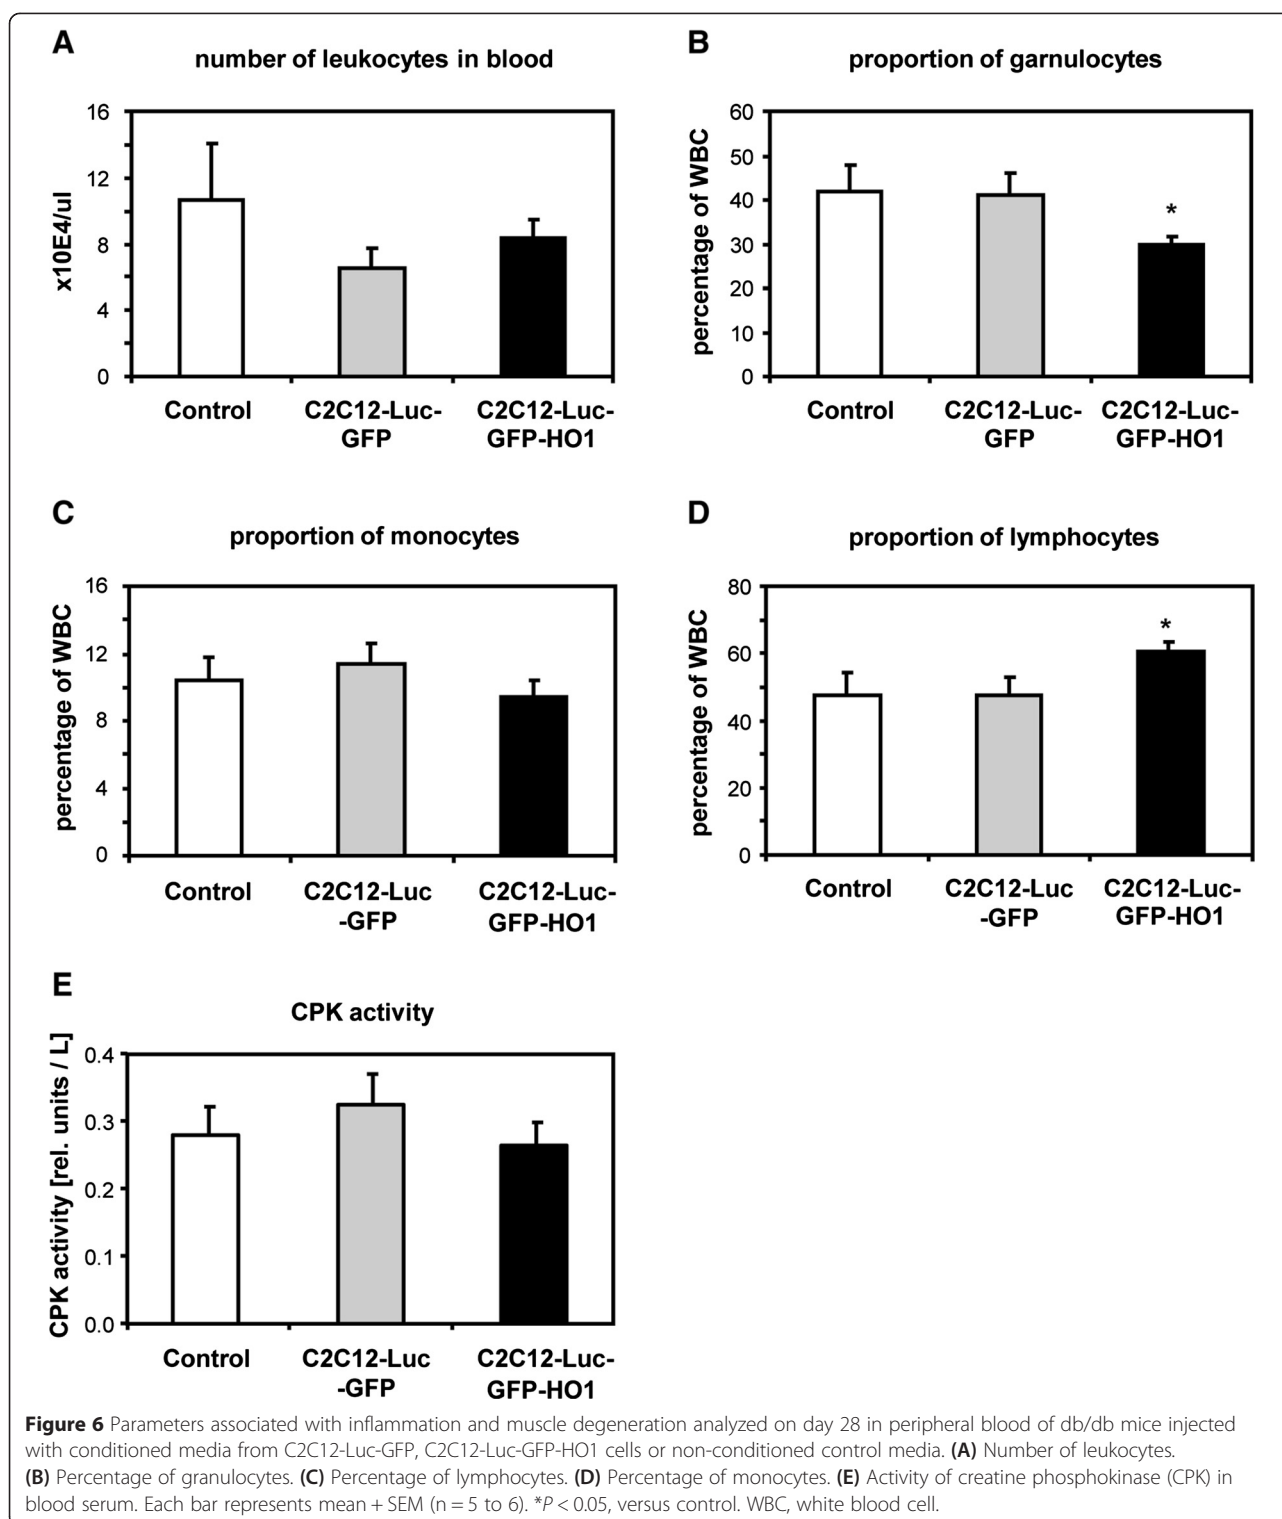 A
number of leukocytes in blood
x10E4/ul
16
12
8
4
0
Control
C2C12-Luc-
GFP
C2C12-Luc-
GFP-HO1
B
proportion of garnulocytes
percentage of WBC
60
50
40
30
20
10
0
*
Control
C2C12-Luc-
GFP
C2C12-Luc-
GFP-HO1
C
proportion of monocytes
percentage of WBC
16
12
8
4
0
Control
C2C12-Luc
-GFP
C2C12-Luc-
GFP-HO1
D
proportion of lymphocytes
percentage of WBC
80
60
40
20
0
*
Control
C2C12-Luc
-GFP
C2C12-Luc-
GFP-HO1
E
CPK activity
CPK activity [rel. units / L]
0.4
0.3
0.2
0.1
0.0
Control
C2C12-Luc
-GFP
C2C12-Luc-
GFP-HO1
Figure 6 Parameters associated with inflammation and muscle degeneration analyzed on day 28 in peripheral blood of db/db mice injected
with conditioned media from C2C12-Luc-GFP, C2C12-Luc-GFP-HO1 cells or non-conditioned control media. (A) Number of leukocytes.
(B) Percentage of granulocytes. (C) Percentage of lymphocytes. (D) Percentage of monocytes. (E) Activity of creatine phosphokinase (CPK) in
blood serum. Each bar represents mean + SEM (n = 5 to 6). *P < 0.05, versus control. WBC, white blood cell.